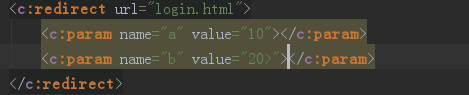 <c:redirect url="login.html">
<c:param name="a" value="10"></c:param>
<c:param name="b" value="20>"></c:param>
</c:redirect>